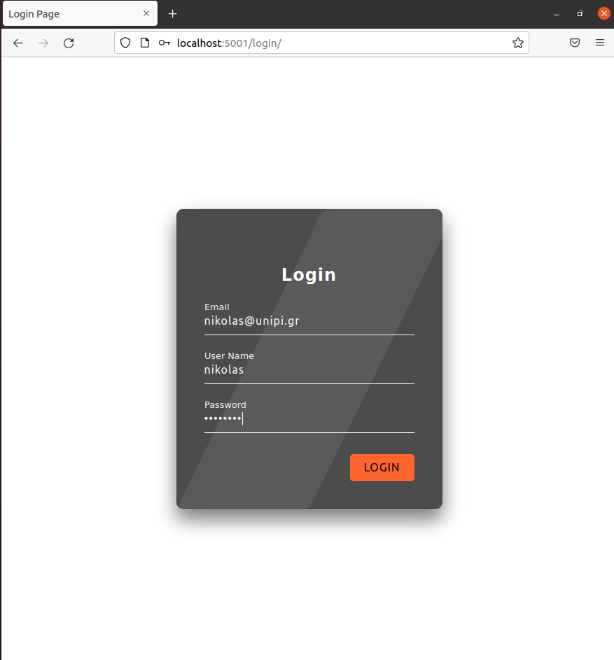 Login Page
localhost:5001/login/
Login
Email
nikolas@unipi.gr
User Name
nikolas
Password
••••••••
LOGIN